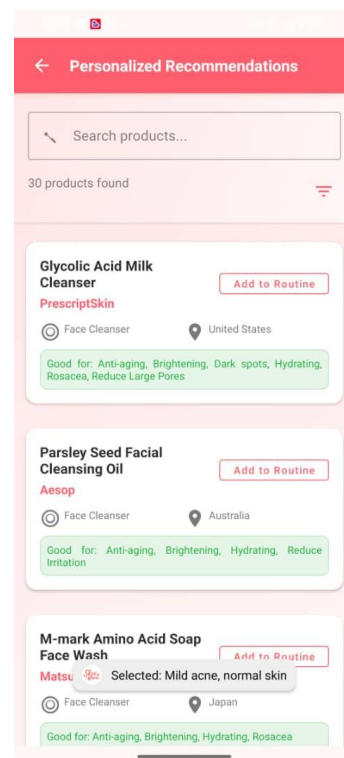 Personalized Recommendations
Search products...
30 products found
Glycolic Acid Milk
Cleanser
Add to Routine
PrescriptSkin
Face Cleanser
United States
Good for: Anti-aging, Brightening, Dark spots, Hydrating,
Rosacea, Reduce Large Pores
Parsley Seed Facial
Cleansing Oil
Add to Routine
Aesop
Face Cleanser
Australia
Good for: Anti-aging, Brightening, Hydrating, Reduce
Irritation
M-mark Amino Acid Soap
Face Wash
Add to Routine
Selected: Mild acne, normal skin
Face Cleanser
Japan
Good for: Anti-aging, Brightening, Hydrating, Rosacea